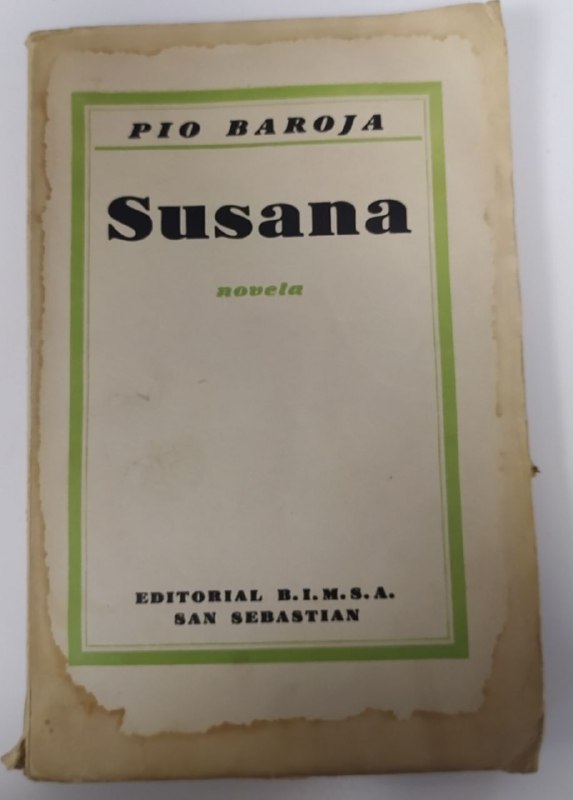 PIO BAROJA
Susana
novela
EDITORIAL B.I.M.S.A.
SAN SEBASTIAN